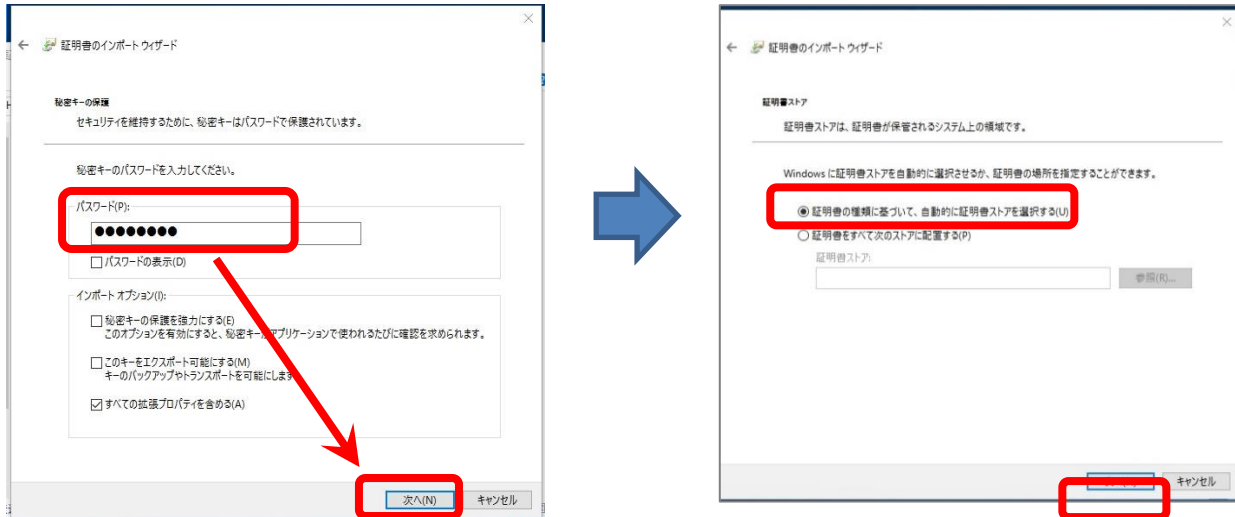 証明書のインポート ウィザード
秘密キーの保護
セキュリティを維持するために、秘密キーはパスワードで保護されています。
秘密キーのパスワードを入力してください。
パスワード(P):
●●●●●●●●
パスワードの表示(D)
インポート オプション(I):
秘密キーの保護を強力にする(E)
このオプションを有効にすると、秘密キーがアプリケーションで使われるたびに確認を求められます。
このキーをエクスポート可能にする(M)
キーのバックアップやトランスポートを可能にします
すべての拡張プロパティを含める(A)
次へ(N)
キャンセル
証明書のインポート ウィザード
証明書ストア
証明書ストアは、証明書が保管されるシステム上の領域です。
Windows に証明書ストアを自動的に選択させるか、証明書の場所を指定することができます。
証明書の種類に基づいて、自動的に証明書ストアを選択する(U)
証明書をすべて次のストアに配置する(P)
証明書ストア:
参照(R)...
キャンセル